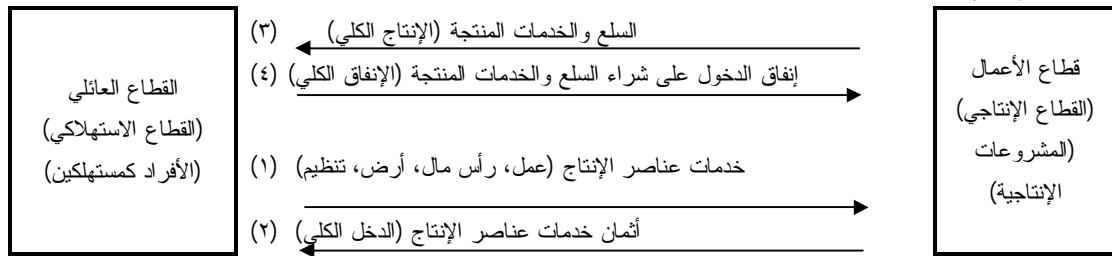 السلع والخدمات المنتجة (الإنتاج الكلي) (٣)
إنفاق الدخول على شراء السلع والخدمات المنتجة (الإنفاق الكلي) (٤)
خدمات عناصر الإنتاج (عمل، رأس مال، أرض، تنظيم) (١)
أثمان خدمات عناصر الإنتاج (الدخل الكلي) (٢)
قطاع الأعمال
(القطاع الإنتاجي)
(المشروعات
الإنتاجية)
القطاع العائلي
(القطاع الاستهلاكي)
(الأفراد كمستهلكين)